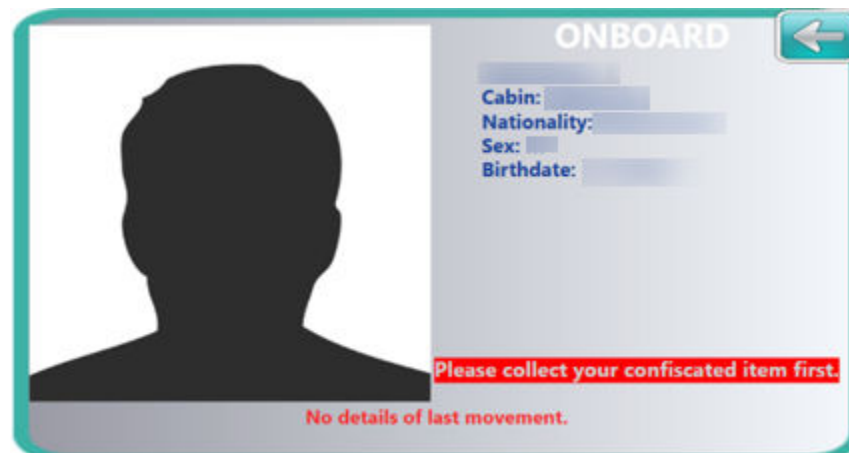 ONBOARD
Cabin:
Nationality:
Sex:
Birthdate:
Please collect your confiscated item first.
No details of last movement.